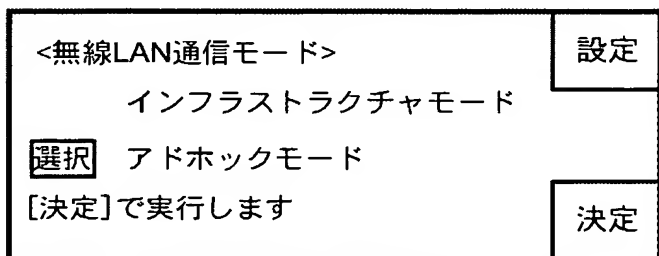 <無線LAN通信モード>
設定
インフラストラクチャモード
選択 アドホックモード
[決定]で実行します
決定